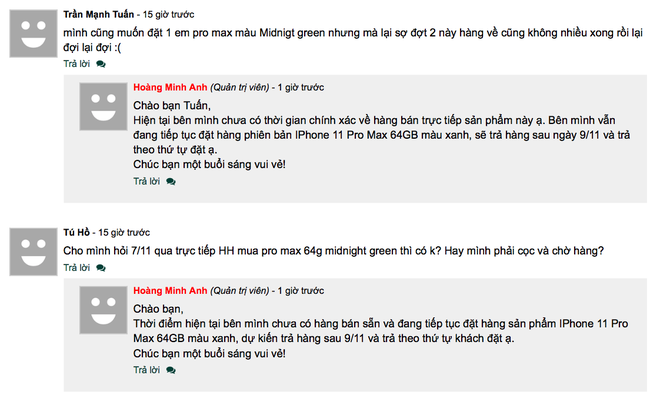 Trần Mạnh Tuấn - 15 giờ trước
mình cũng muốn đặt 1 em pro max màu Midnigt green nhưng mà lại sợ đợt 2 này hàng về cũng không nhiều xong rồi lại
đợi lại đợi :(
Trả lời
Hoàng Minh Anh (Quản trị viên) - 1 giờ trước
Chào bạn Tuấn,
Hiện tại bên mình chưa có thời gian chính xác về hàng bán trực tiếp sản phẩm này ạ. Bên mình vẫn
đang tiếp tục đặt hàng phiên bản IPhone 11 Pro Max 64GB màu xanh, sẽ trả hàng sau ngày 9/11 và trả
theo thứ tự đặt ạ.
Chúc bạn một buổi sáng vui vẻ!
Trả lời
Tú Hồ - 15 giờ trước
Cho mình hỏi 7/11 qua trực tiếp HH mua pro max 64g midnight green thì có k? Hay mình phải cọc và chờ hàng?
Trả lời
Hoàng Minh Anh (Quản trị viên) - 1 giờ trước
Chào bạn,
Thời điểm hiện tại bên mình chưa có hàng bán sẵn và đang tiếp tục đặt hàng sản phẩm IPhone 11 Pro
Max 64GB màu xanh, dự kiến trả hàng sau 9/11 và trả theo thứ tự khách đặt ạ.
Chúc bạn một buổi sáng vui vẻ!
Trả lời